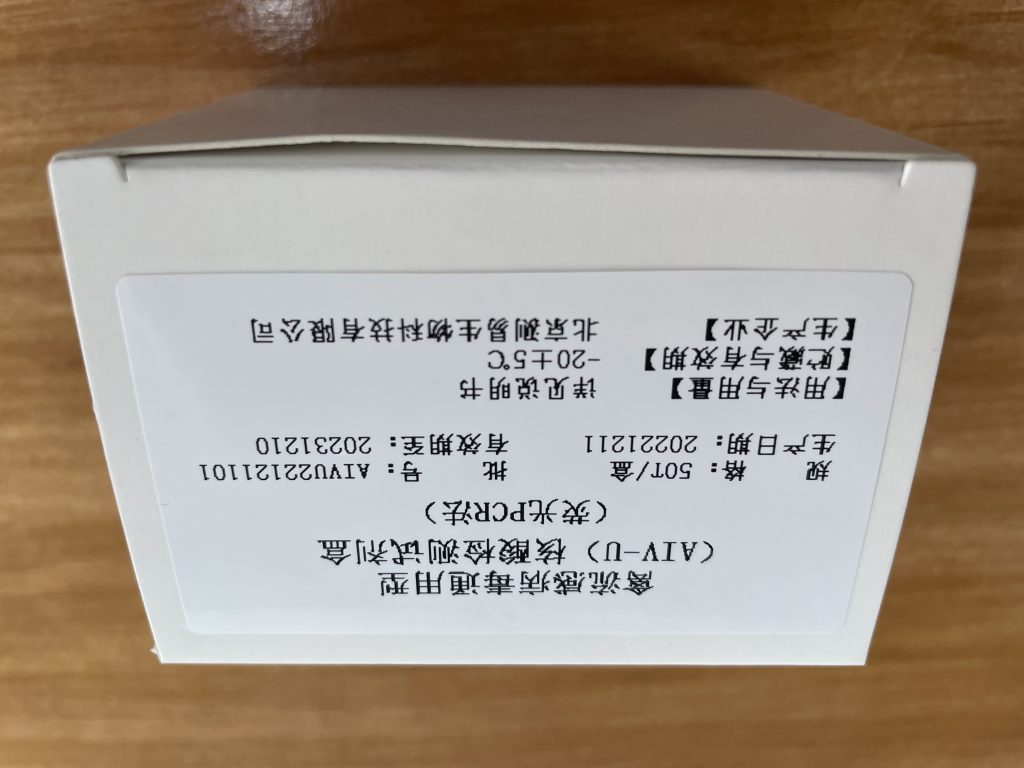 禽流感病毒通用型
（AIV-U）核酸检测试剂盒
（荧光PCR法）
规　　格：50T/盒　　批　　号：AIVU22121101
生产日期：20221211　　有效期至：20231210
【用法与用量】　详见说明书
【贮藏与有效期】　-20±5℃
【生产企业】　北京测易生物科技有限公司